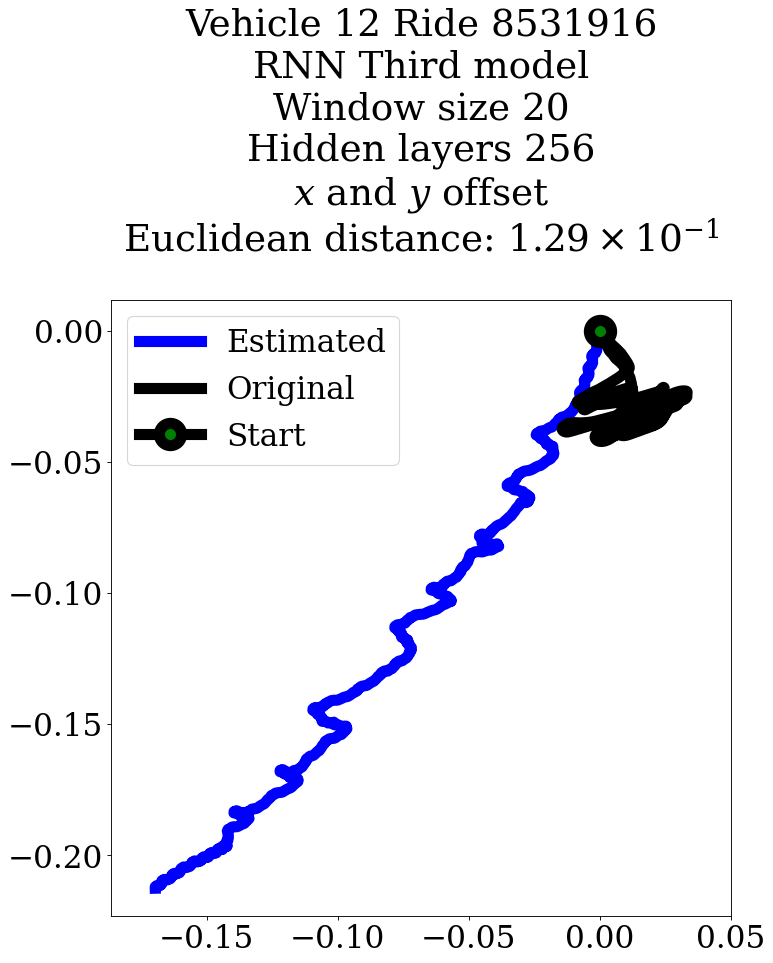 Vehicle 12 Ride 8531916
RNN Third model
Window size 20
Hidden layers 256
x and y offset
Euclidean distance: 1.29 × 10⁻¹
Estimated
Original
Start
0.00
−0.05
−0.10
−0.15
−0.20
−0.15 −0.10 −0.05 0.00 0.05